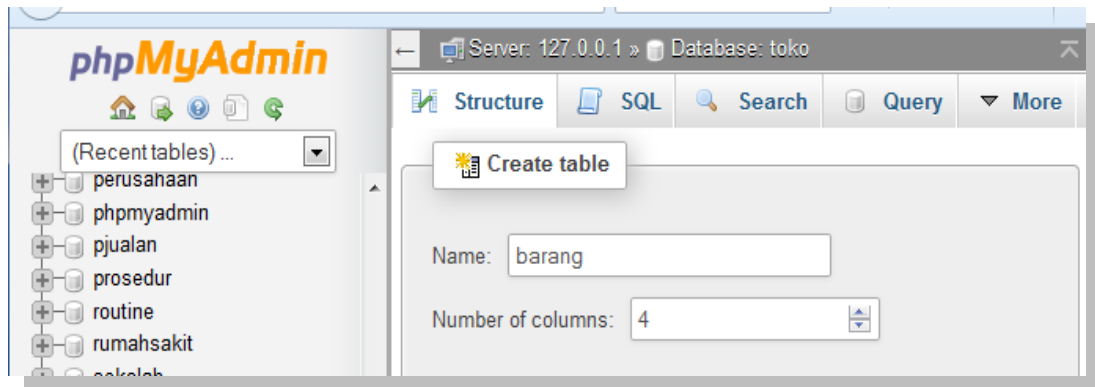 phpMyAdmin
(Recent tables) ...
perusahaan
phpmyadmin
pjualan
prosedur
routine
rumahsakit
sekolah
← Server: 127.0.0.1 » Database: toko
Structure SQL Search Query ▼ More
Create table
Name: barang
Number of columns: 4